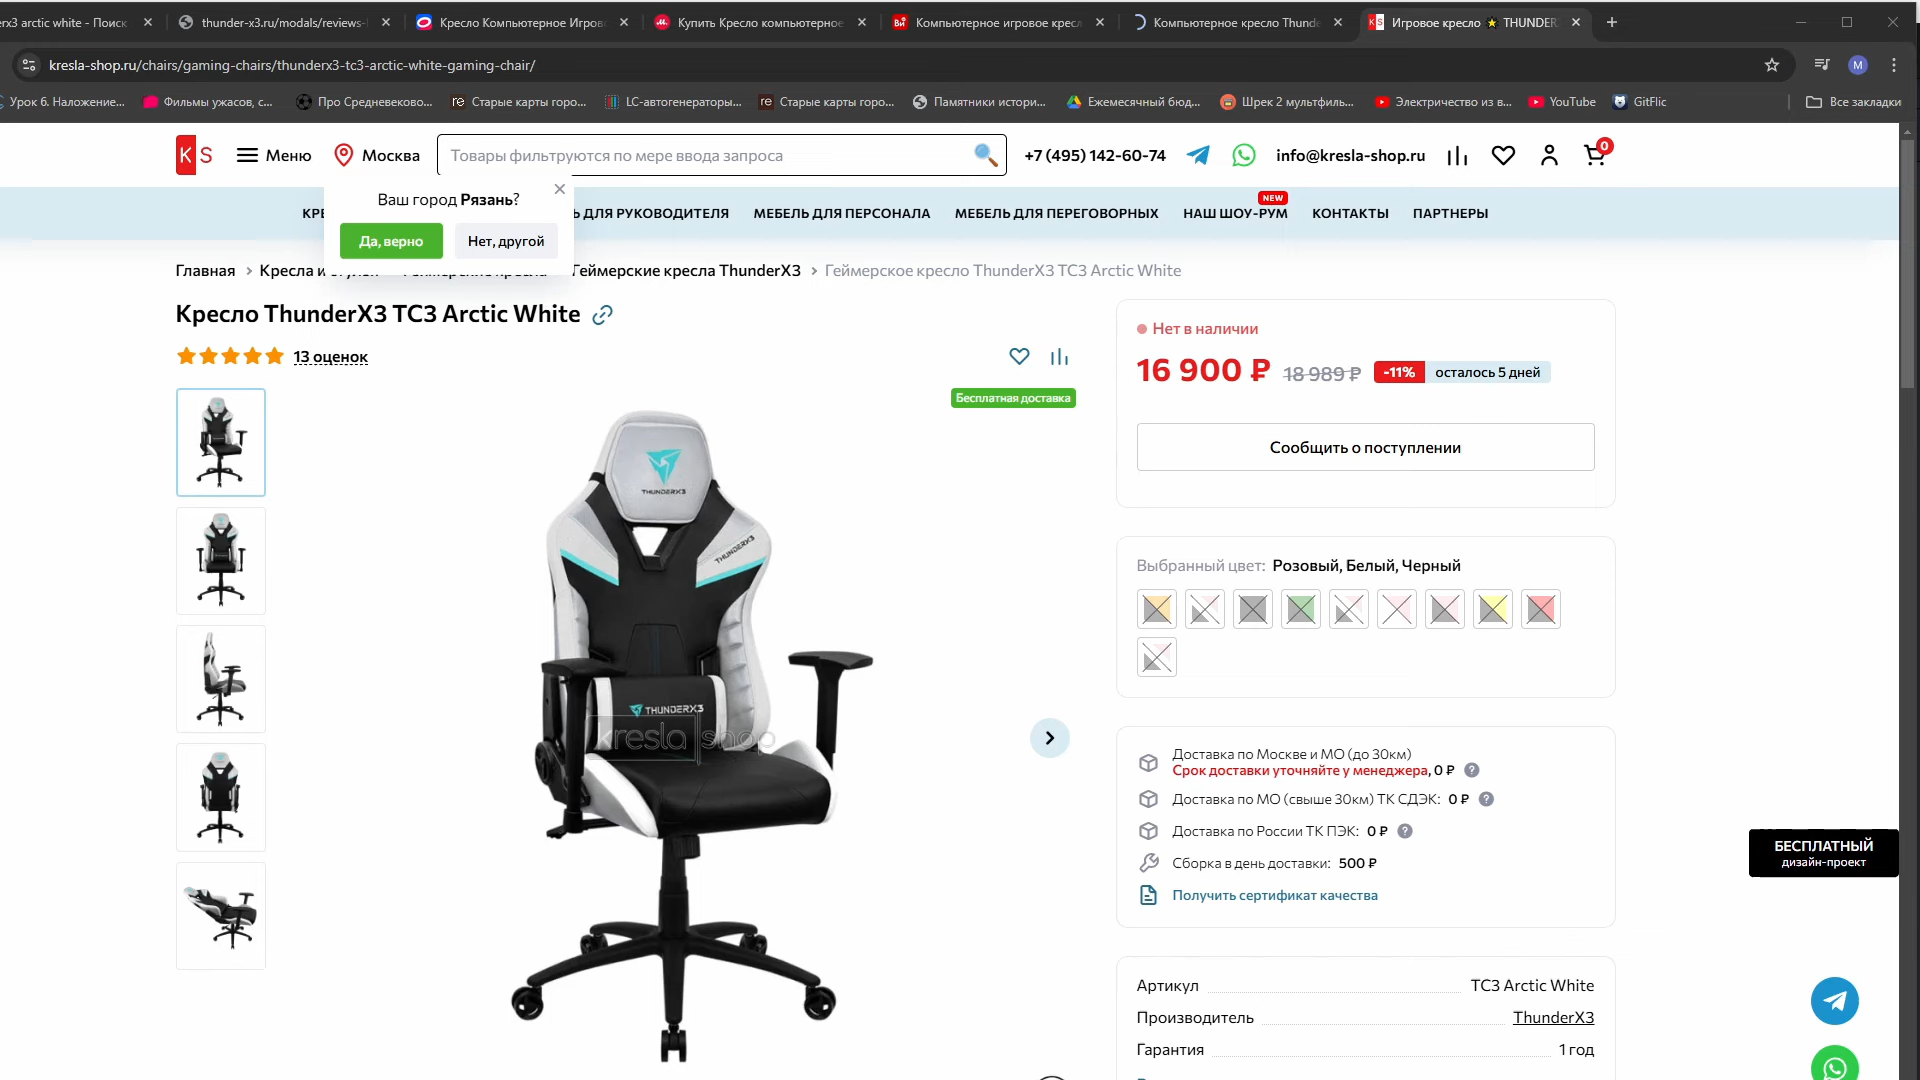 erx3 arctic white - Поиск
thunder-x3.ru/modals/reviews-
Кресло Компьютерное Игров
Купить Кресло компьютерное
Компьютерное игровое кресл
Компьютерное кресло Thunde
Игровое кресло ⭐ THUNDER
kresla-shop.ru/chairs/gaming-chairs/thunderx3-tc3-arctic-white-gaming-chair/
M
Урок 6. Наложение...
Фильмы ужасов, с...
Про Средневеково...
Старые карты горо...
LC-автогенераторы...
Старые карты горо...
Памятники истори...
Ежемесячный бюд...
Шрек 2 мультфиль...
Электричество из в...
YouTube
GitFlic
Все закладки
KS
Меню
Москва
Товары фильтруются по мере ввода запроса
+7 (495) 142-60-74
info@kresla-shop.ru
0
Ваш город Рязань?
Да, верно
Нет, другой
КРЕ
Ь ДЛЯ РУКОВОДИТЕЛЯ
МЕБЕЛЬ ДЛЯ ПЕРСОНАЛА
МЕБЕЛЬ ДЛЯ ПЕРЕГОВОРНЫХ
НАШ ШОУ-РУМ
NEW
КОНТАКТЫ
ПАРТНЕРЫ
Главная
Кресла и
Геймерские кресла ThunderX3
Геймерское кресло ThunderX3 TC3 Arctic White
Кресло ThunderX3 TC3 Arctic White
13 оценок
Бесплатная доставка
THUNDERX3
THUNDERX3
THUNDERX3
kresla shop
Нет в наличии
16 900 ₽ 18 989 ₽ -11% осталось 5 дней
Сообщить о поступлении
Выбранный цвет: Розовый, Белый, Черный
Доставка по Москве и МО (до 30км)
Срок доставки уточняйте у менеджера, 0 ₽ ?
Доставка по МО (свыше 30км) ТК СДЭК: 0 ₽ ?
Доставка по России ТК ПЭК: 0 ₽ ?
Сборка в день доставки: 500 ₽
Получить сертификат качества
БЕСПЛАТНЫЙ
дизайн-проект
Артикул TC3 Arctic White
Производитель ThunderX3
Гарантия 1 год